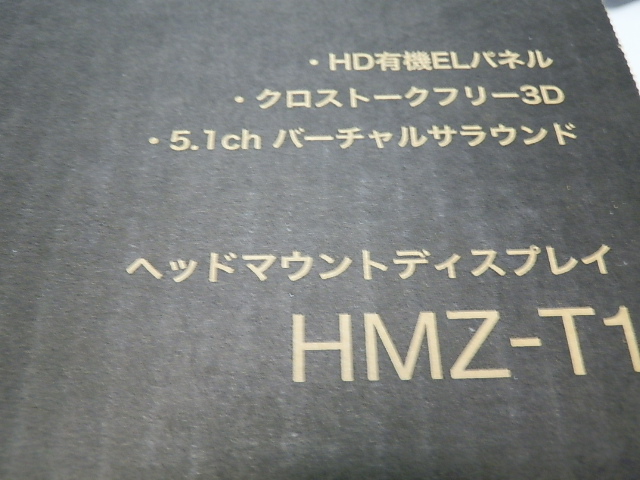 ・HD有機ELパネル
・クロストークフリー3D
・5.1ch バーチャルサラウンド
ヘッドマウントディスプレイ
HMZ-T1